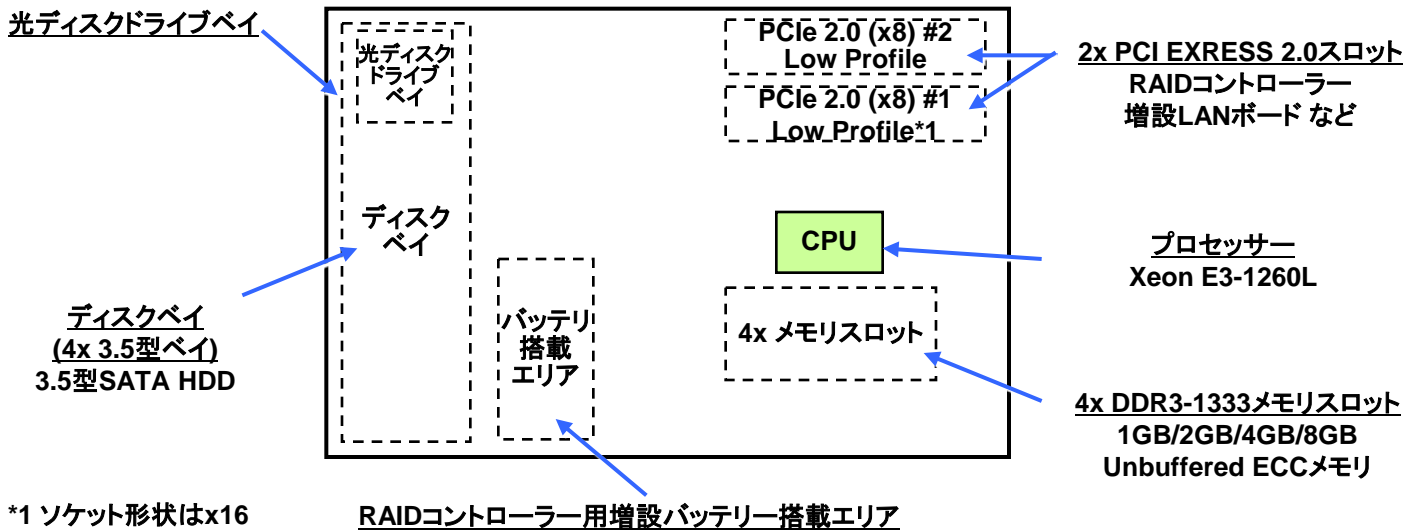 光ディスクドライブベイ
光ディスク
ドライブ
ベイ
ディスク
ベイ
ディスクベイ
(4x 3.5型ベイ)
3.5型SATA HDD
バッテリ
搭載
エリア
PCIe 2.0 (x8) #2
Low Profile
PCIe 2.0 (x8) #1
Low Profile*1
CPU
4x メモリスロット
2x PCI EXRESS 2.0スロット
RAIDコントローラー
増設LANボード など
プロセッサー
Xeon E3-1260L
4x DDR3-1333メモリスロット
1GB/2GB/4GB/8GB
Unbuffered ECCメモリ
*1 ソケット形状はx16
RAIDコントローラー用増設バッテリー搭載エリア